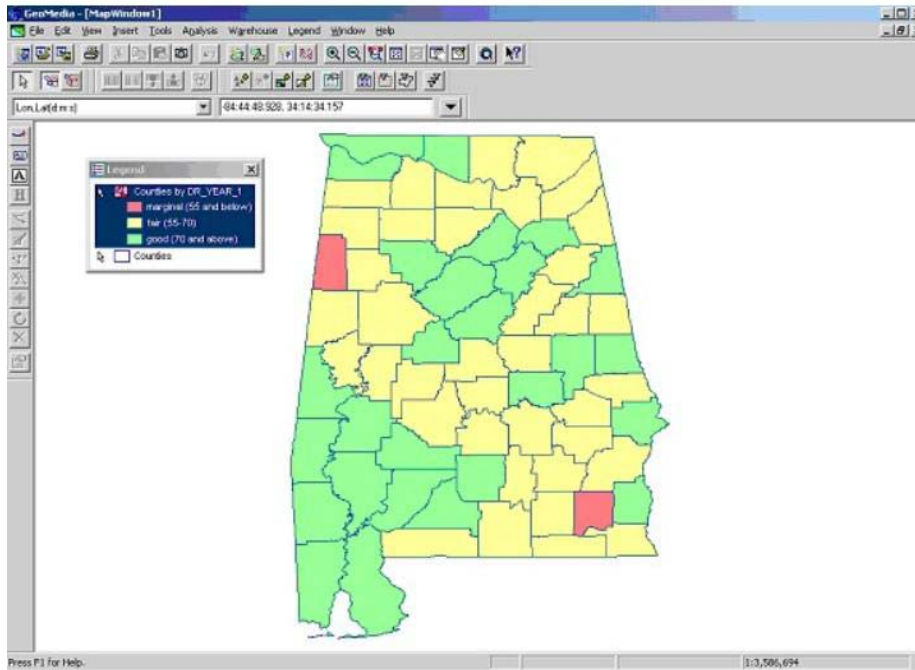 GeoMedia - [MapWindow1]
File Edit View Insert Tools Analysis Warehouse Legend Window Help
Lon,Lat(d m s) -84:44:48.928, 34:14:34.157
Legend
Counties by DR_YEAR_1
marginal (55 and below)
fair (55-70)
good (70 and above)
Counties
Press F1 for Help. 1:3,586,694